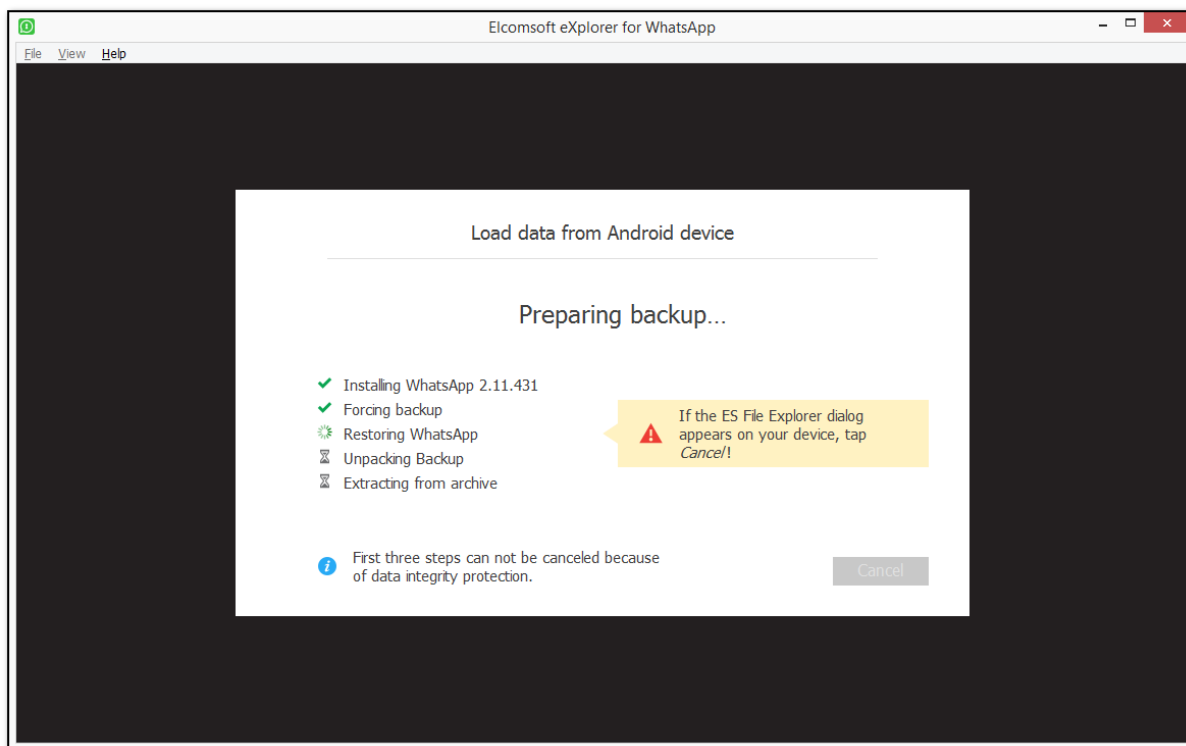 Elcomsoft eXplorer for WhatsApp
File View Help
Load data from Android device
Preparing backup...
Installing WhatsApp 2.11.431
Forcing backup
Restoring WhatsApp
Unpacking Backup
Extracting from archive
If the ES File Explorer dialog
appears on your device, tap
Cancel!
First three steps can not be canceled because
of data integrity protection.
Cancel